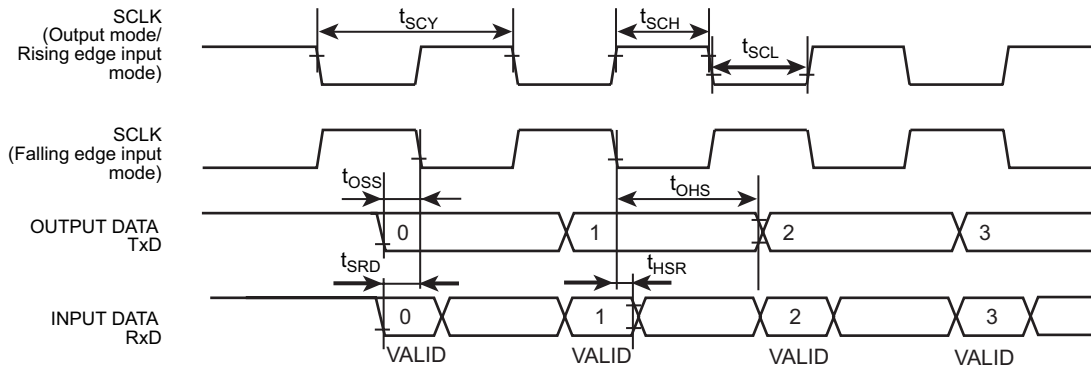 SCLK
(Output mode/
Rising edge input
mode)
tSCY
tSCH
tSCL
SCLK
(Falling edge input
mode)
tOSS
tOHS
OUTPUT DATA
TxD
0
1
2
3
tSRD
tHSR
INPUT DATA
RxD
0
1
2
3
VALID
VALID
VALID
VALID